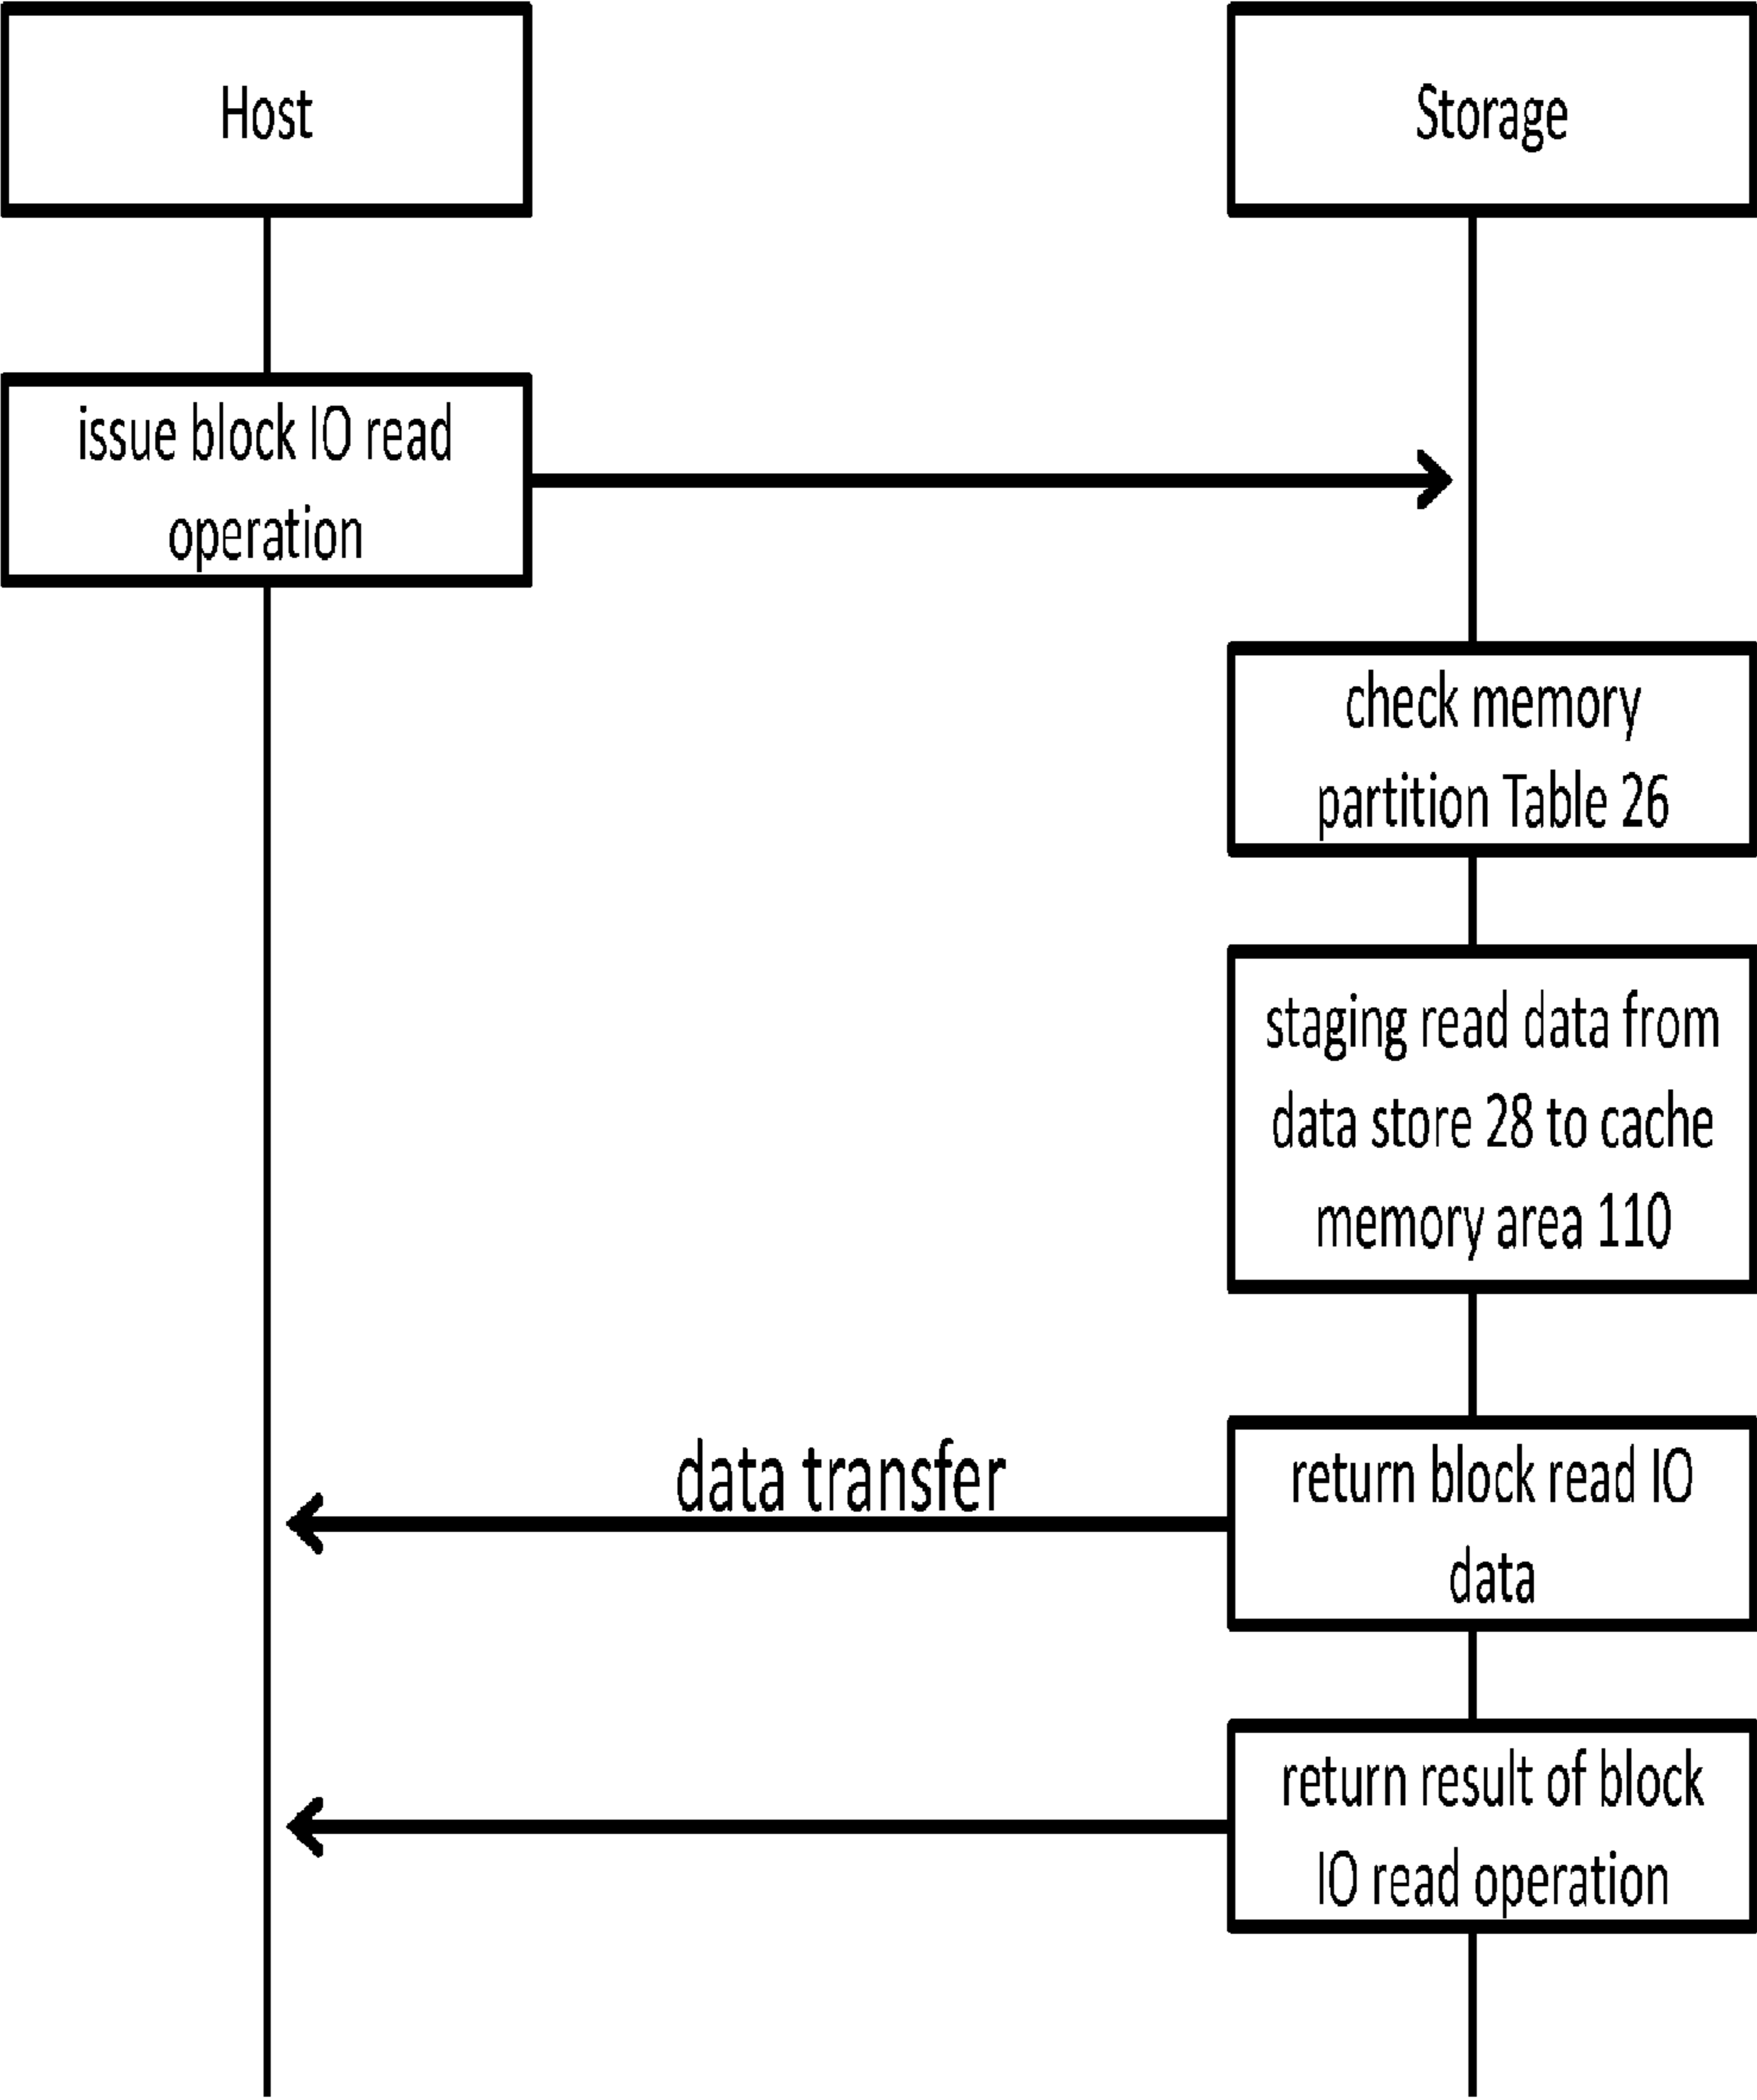 Host
Storage
issue block IO read
operation
check memory
partition Table 26
staging read data from
data store 28 to cache
memory area 110
data transfer
return block read IO
data
return result of block
IO read operation